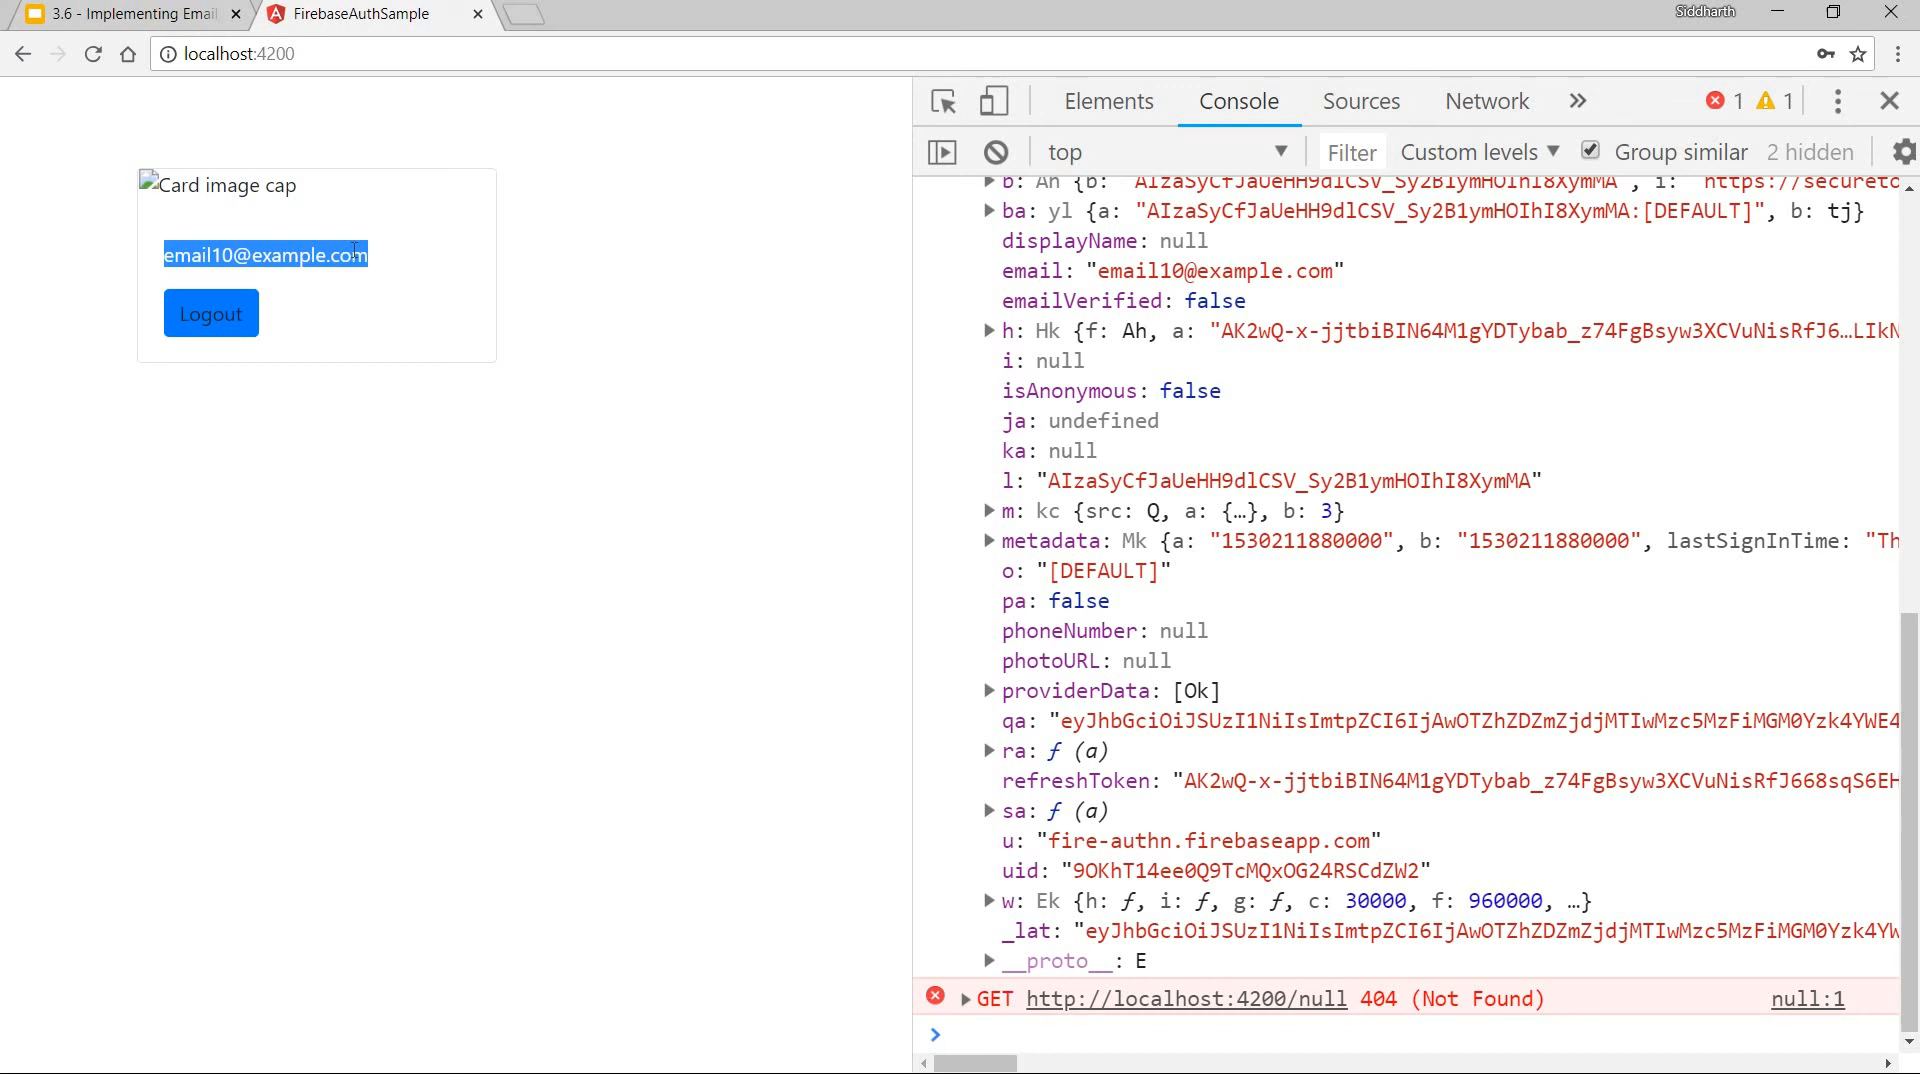 3.6 - Implementing Email
FirebaseAuthSample
Siddharth
localhost:4200
Card image cap
email10@example.com
Logout
Elements
Console
Sources
Network
1
1
top
Filter
Custom levels
Group similar
2 hidden
b: Ah {b: "AIzaSyCfJaUeHH9dlCSV_Sy2B1ymHOIhI8XymMA", i: "https://secureto
ba: yl {a: "AIzaSyCfJaUeHH9dlCSV_Sy2B1ymHOIhI8XymMA:[DEFAULT]", b: tj}
displayName: null
email: "email10@example.com"
emailVerified: false
h: Hk {f: Ah, a: "AK2wQ-x-jjtbiBIN64M1gYDTybab_z74FgBsyw3XCVuNisRfJ6…LIkN
i: null
isAnonymous: false
ja: undefined
ka: null
l: "AIzaSyCfJaUeHH9dlCSV_Sy2B1ymHOIhI8XymMA"
m: kc {src: Q, a: {…}, b: 3}
metadata: Mk {a: "1530211880000", b: "1530211880000", lastSignInTime: "Th
o: "[DEFAULT]"
pa: false
phoneNumber: null
photoURL: null
providerData: [Ok]
qa: "eyJhbGciOiJSUzI1NiIsImtpZCI6IjAwOTZhZDZmZjdjMTIwMzc5MzFiMGM0Yzk4YWE4
ra: ƒ (a)
refreshToken: "AK2wQ-x-jjtbiBIN64M1gYDTybab_z74FgBsyw3XCVuNisRfJ668sqS6EH
sa: ƒ (a)
u: "fire-authn.firebaseapp.com"
uid: "9OKhT14ee0Q9TcMQxOG24RSCdZW2"
w: Ek {h: ƒ, i: ƒ, g: ƒ, c: 30000, f: 960000, …}
_lat: "eyJhbGciOiJSUzI1NiIsImtpZCI6IjAwOTZhZDZmZjdjMTIwMzc5MzFiMGM0Yzk4YW
__proto__: E
GET http://localhost:4200/null 404 (Not Found)
null:1